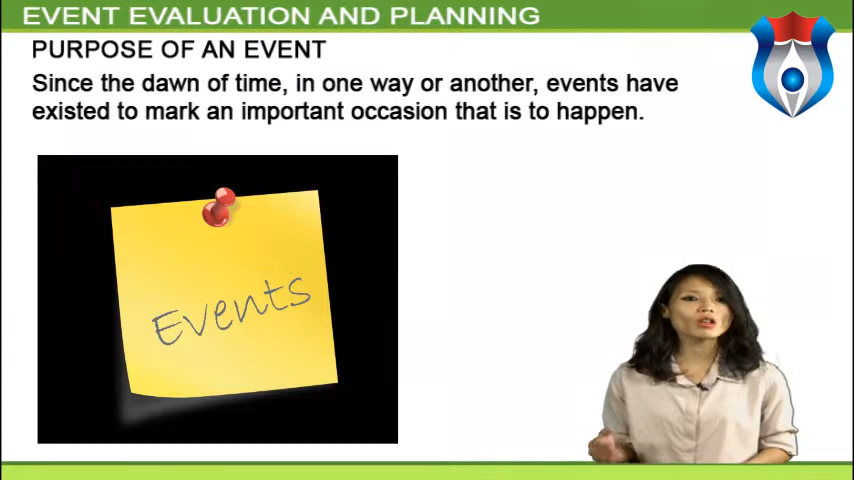 EVENT EVALUATION AND PLANNING
PURPOSE OF AN EVENT
Since the dawn of time, in one way or another, events have
existed to mark an important occasion that is to happen.
Events